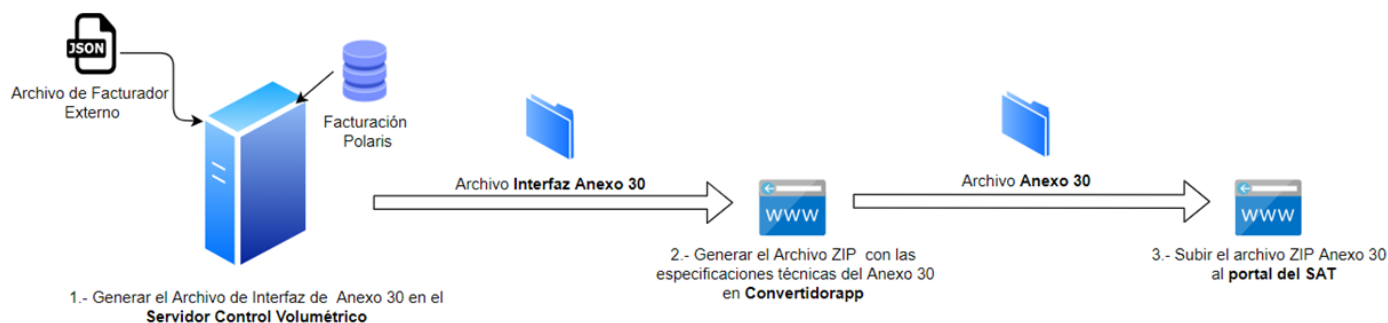 JSON
Archivo de Facturador
Externo
Facturación
Polaris
Archivo Interfaz Anexo 30
Archivo Anexo 30
www
www
1.- Generar el Archivo de Interfaz de Anexo 30 en el
Servidor Control Volumétrico
2.- Generar el Archivo ZIP con las
especificaciones técnicas del Anexo 30
en Convertidorapp
3.- Subir el archivo ZIP Anexo 30
al portal del SAT